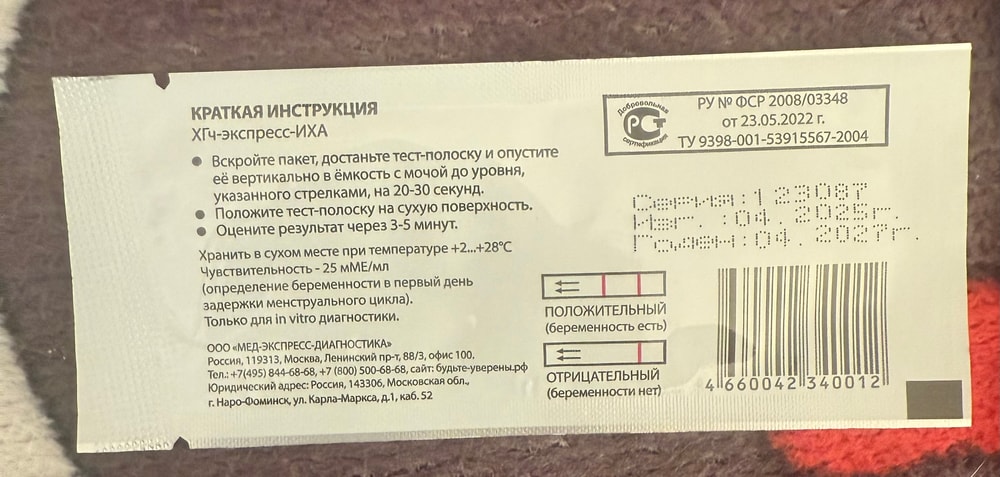 КРАТКАЯ ИНСТРУКЦИЯ
ХГч-экспресс-ИХА
● Вскройте пакет, достаньте тест-полоску и опустите
её вертикально в ёмкость с мочой до уровня,
указанного стрелками, на 20-30 секунд.
● Положите тест-полоску на сухую поверхность.
● Оцените результат через 3-5 минут.
Хранить в сухом месте при температуре +2...+28°С
Чувствительность - 25 мМЕ/мл
(определение беременности в первый день
задержки менструального цикла).
Только для in vitro диагностики.
ООО «МЕД-ЭКСПРЕСС-ДИАГНОСТИКА»
Россия, 119313, Москва, Ленинский пр-т, 88/3, офис 100.
Тел.: +7(495) 844-68-68, +7 (800) 500-68-68, сайт: будьте-уверены.рф
Юридический адрес: Россия, 143306, Московская обл.,
г. Наро-Фоминск, ул. Карла-Маркса, д.1, каб. 52
Добровольная
РСТ
сертификация
РУ № ФСР 2008/03348
от 23.05.2022 г.
ТУ 9398-001-53915567-2004
Серия:123087
Изг. :04.2025г.
Годен:04.2027г.
ПОЛОЖИТЕЛЬНЫЙ
(беременность есть)
ОТРИЦАТЕЛЬНЫЙ
(беременности нет)
4 660042 340012